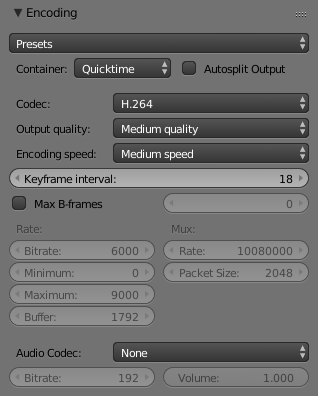 Encoding
Presets
Container: Quicktime Autosplit Output
Codec: H.264
Output quality: Medium quality
Encoding speed: Medium speed
Keyframe interval: 18
Max B-frames 0
Rate: Mux:
Bitrate: 6000 Rate: 10080000
Minimum: 0 Packet Size: 2048
Maximum: 9000
Buffer: 1792
Audio Codec: None
Bitrate: 192 Volume: 1.000